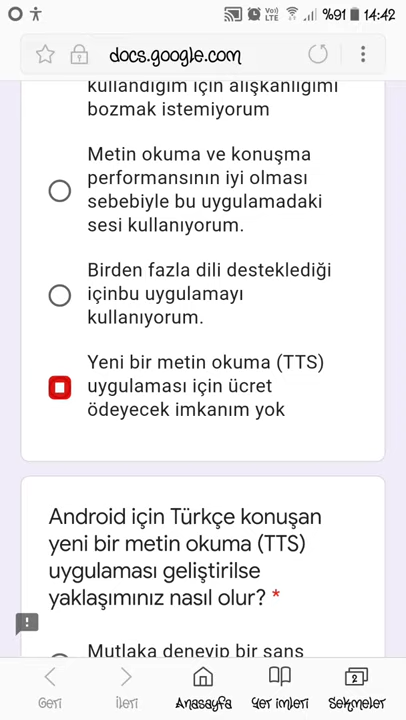 Vo))
LTE
%91
14:42
docs.google.com
kullandığım için alışkanlığımı
bozmak istemiyorum
Metin okuma ve konuşma
performansının iyi olması
sebebiyle bu uygulamadaki
sesi kullanıyorum.
Birden fazla dili desteklediği
içinbu uygulamayı
kullanıyorum.
Yeni bir metin okuma (TTS)
uygulaması için ücret
ödeyecek imkanım yok
Android için Türkçe konuşan
yeni bir metin okuma (TTS)
uygulaması geliştirilse
yaklaşımınız nasıl olur? *
Mutlaka deneyip bir şans
Geri İleri Anasayfa Yer imleri Sekmeler
2